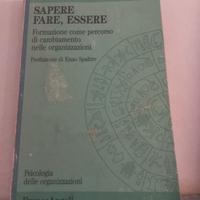 SAPERE
FARE, ESSERE
Formazione come percorso
di cambiamento
nelle organizzazioni
Prefazione di Enzo Spaltro
Psicologia
delle organizzazioni